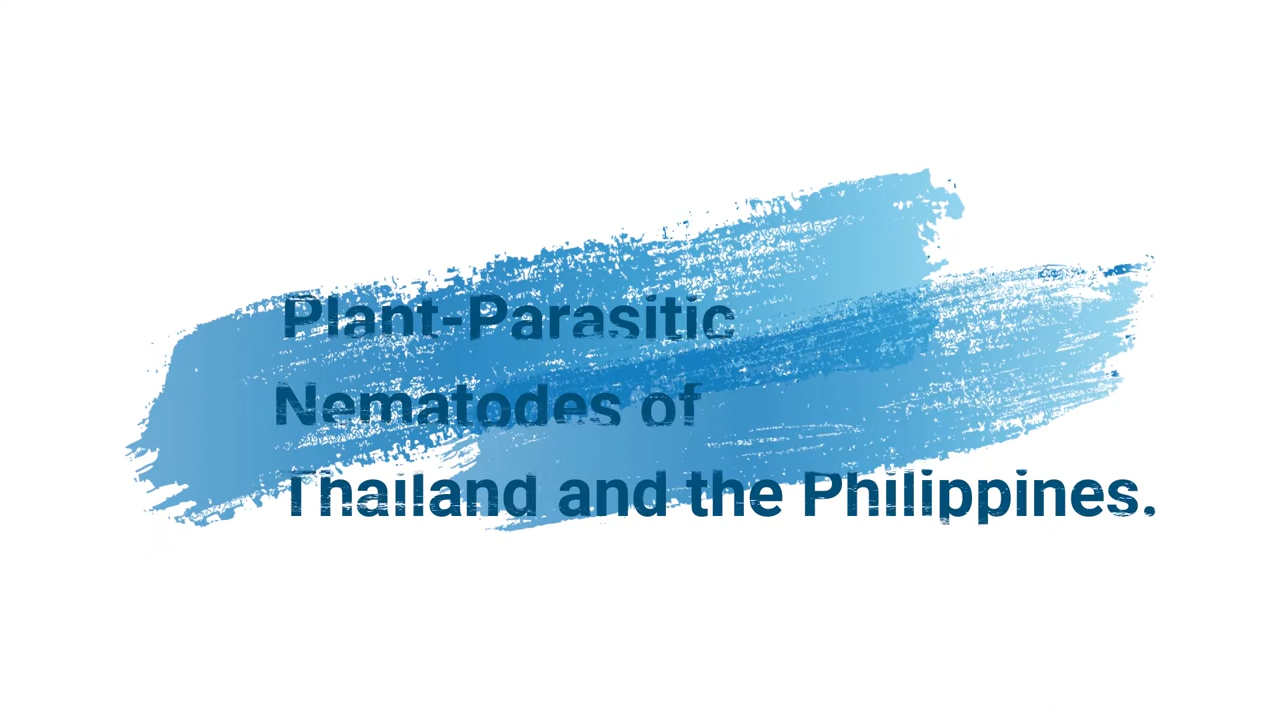 Plant-Parasitic
Nematodes of
Thailand and the Philippines.